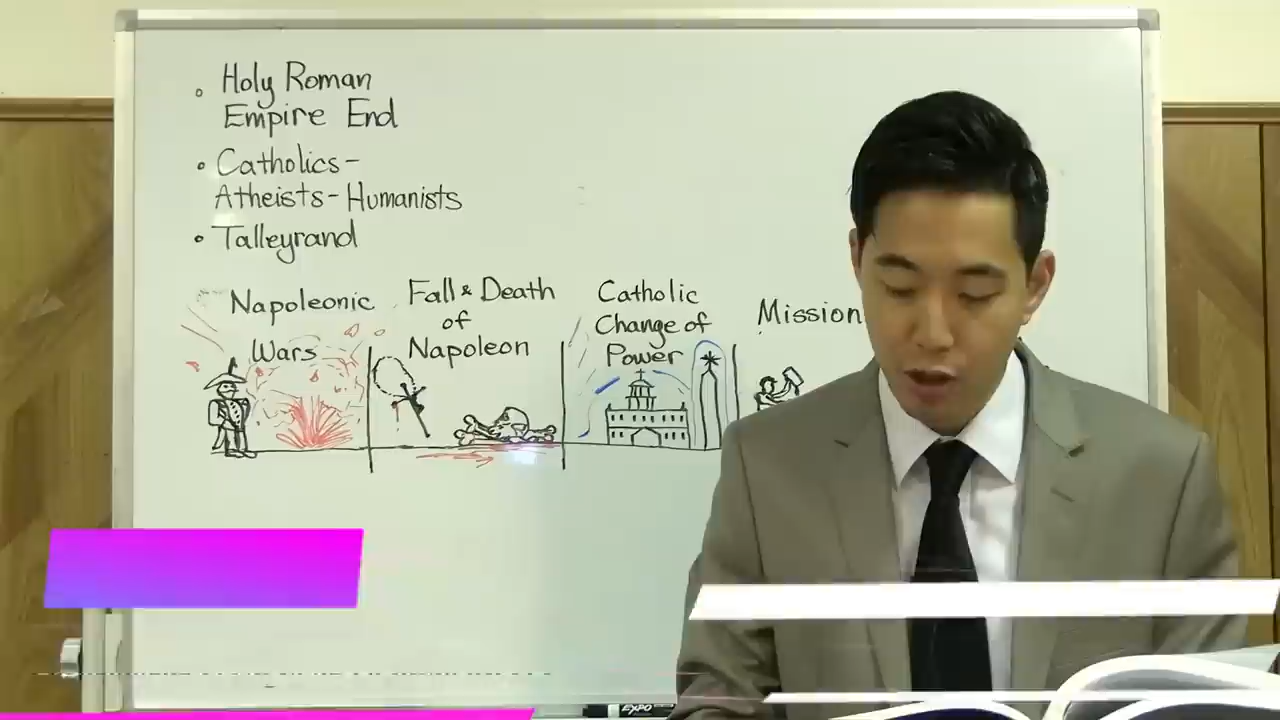 Holy Roman
Empire End
Catholics-
Atheists-Humanists
Talleyrand
Napoleonic
Wars
Fall & Death
of
Napoleon
Catholic
Change of
Power
Mission
EXPO